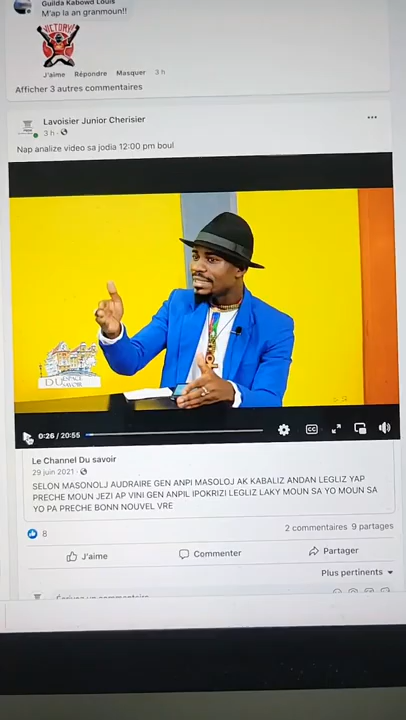 Guilda Kabowd Louis
M'ap la an granmoun!!
VICTORY!
J'aime Répondre Masquer 3 h
Afficher 3 autres commentaires
Lavoisier Junior Cherisier
3 h
Nap analize video sa jodia 12:00 pm boul
DU SAVOIR
0:26 / 20:55
CC
Le Channel Du savoir
29 juin 2021
SELON MASONOLJ AUDRAIRE GEN ANPI MASOLOJ AK KABALIZ ANDAN LEGLIZ YAP
PRECHE MOUN JEZI AP VINI GEN ANPIL IPOKRIZI LEGLIZ LAKY MOUN SA YO MOUN SA
YO PA PRECHE BONN NOUVEL VRE
8
2 commentaires 9 partages
J'aime
Commenter
Partager
Plus pertinents